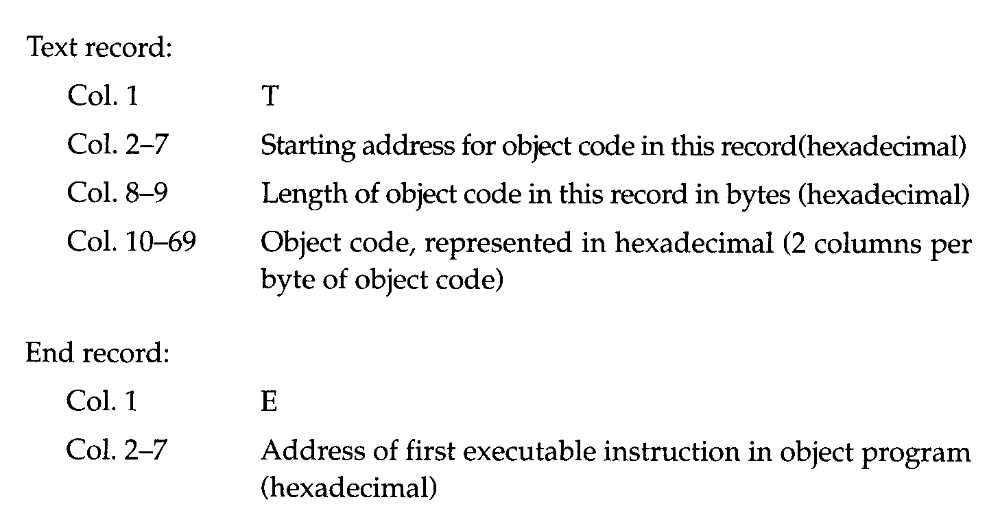 Text record:
Col. 1 T
Col. 2–7 Starting address for object code in this record(hexadecimal)
Col. 8–9 Length of object code in this record in bytes (hexadecimal)
Col. 10–69 Object code, represented in hexadecimal (2 columns per
byte of object code)
End record:
Col. 1 E
Col. 2–7 Address of first executable instruction in object program
(hexadecimal)